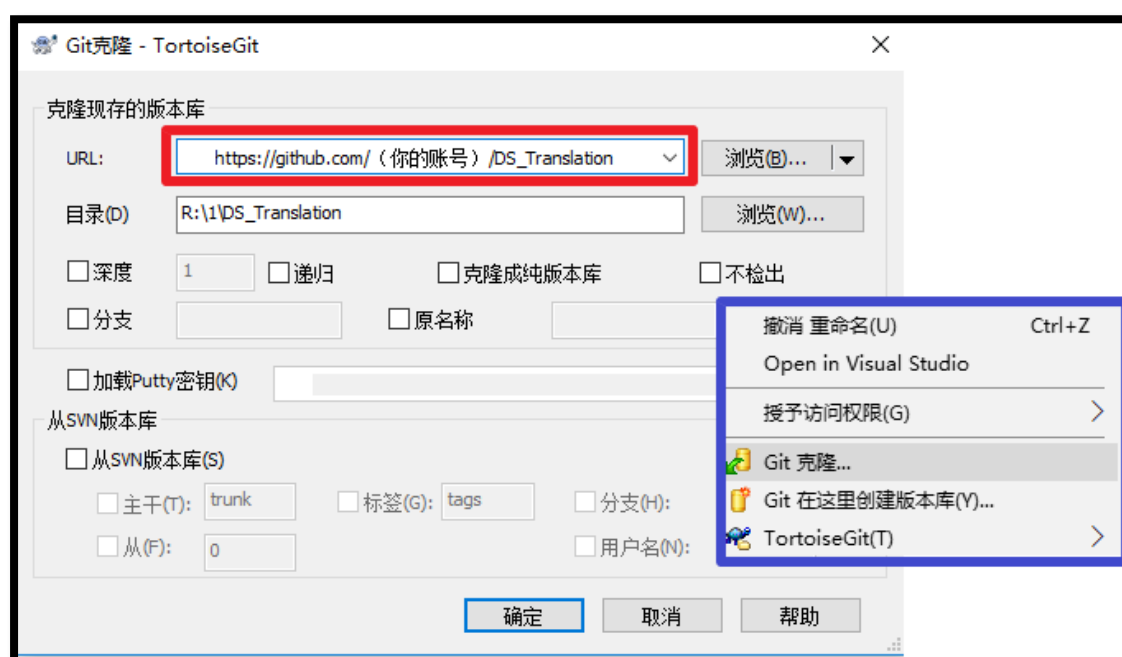 Git克隆 - TortoiseGit
克隆现存的版本库
URL: https://github.com/（你的账号）/DS_Translation 浏览(B)...
目录(D) R:\1\DS_Translation 浏览(W)...
深度 1 递归 克隆成纯版本库 不检出
分支 原名称
加载Putty密钥(K)
从SVN版本库
从SVN版本库(S)
主干(T): trunk 标签(G): tags 分支(H):
从(F): 0 用户名(N):
确定 取消 帮助
撤消 重命名(U) Ctrl+Z
Open in Visual Studio
授予访问权限(G)
Git 克隆...
Git 在这里创建版本库(Y)...
TortoiseGit(T)